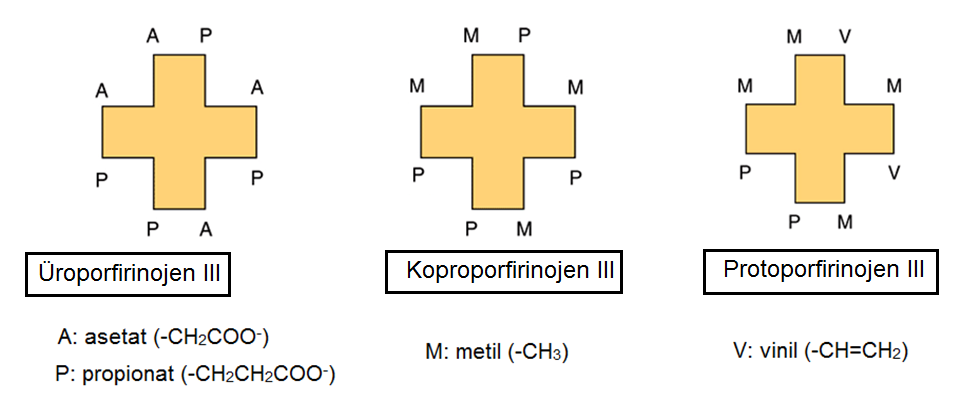 A P
A A
P P
P A
Üroporfirinojen III
A: asetat (-CH₂COO⁻)
P: propionat (-CH₂CH₂COO⁻)
M P
M M
P P
P M
Koproporfirinojen III
M: metil (-CH₃)
M V
M M
P V
P M
Protoporfirinojen III
V: vinil (-CH=CH₂)